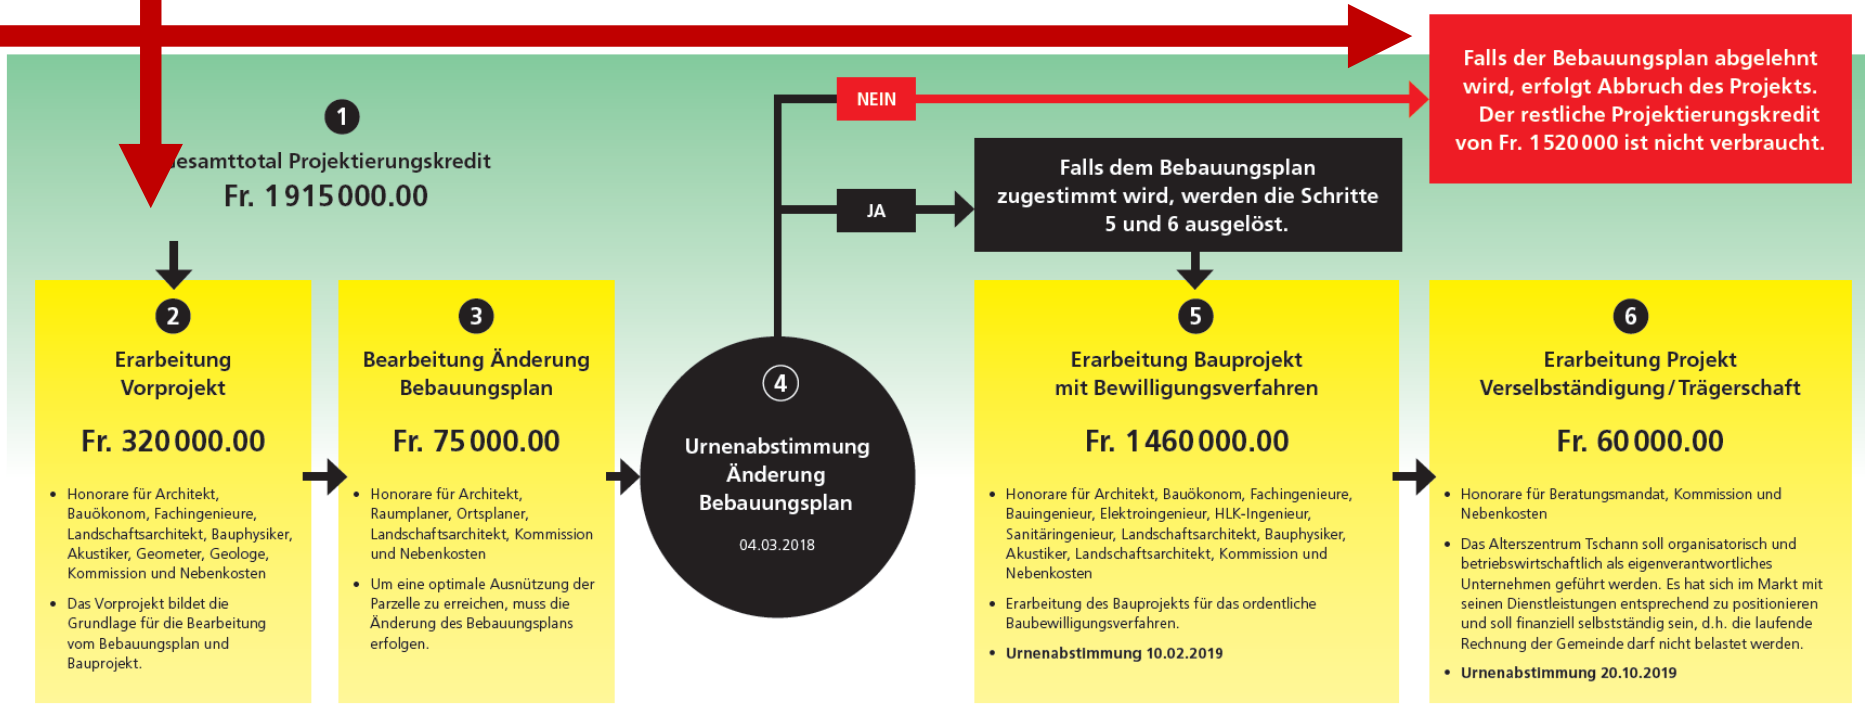 1
esamttotal Projektierungskredit
Fr. 1 915 000.00
2
Erarbeitung
Vorprojekt
Fr. 320 000.00
• Honorare für Architekt,
Bauökonom, Fachingenieure,
Landschaftsarchitekt, Bauphysiker,
Akustiker, Geometer, Geologe,
Kommission und Nebenkosten
• Das Vorprojekt bildet die
Grundlage für die Bearbeitung
vom Bebauungsplan und
Bauprojekt.
3
Bearbeitung Änderung
Bebauungsplan
Fr. 75 000.00
• Honorare für Architekt,
Raumplaner, Ortsplaner,
Landschaftsarchitekt, Kommission
und Nebenkosten
• Um eine optimale Ausnützung der
Parzelle zu erreichen, muss die
Änderung des Bebauungsplans
erfolgen.
4
Urnenabstimmung
Änderung
Bebauungsplan
04.03.2018
NEIN
Falls der Bebauungsplan abgelehnt
wird, erfolgt Abbruch des Projekts.
Der restliche Projektierungskredit
von Fr. 1 520 000 ist nicht verbraucht.
JA
Falls dem Bebauungsplan
zugestimmt wird, werden die Schritte
5 und 6 ausgelöst.
5
Erarbeitung Bauprojekt
mit Bewilligungsverfahren
Fr. 1 460 000.00
• Honorare für Architekt, Bauökonom, Fachingenieure,
Bauingenieur, Elektroingenieur, HLK-Ingenieur,
Sanitäringenieur, Landschaftsarchitekt, Bauphysiker,
Akustiker, Landschaftsarchitekt, Kommission und
Nebenkosten
• Erarbeitung des Bauprojekts für das ordentliche
Baubewilligungsverfahren.
• Urnenabstimmung 10.02.2019
6
Erarbeitung Projekt
Verselbständigung / Trägerschaft
Fr. 60 000.00
• Honorare für Beratungsmandat, Kommission und
Nebenkosten
• Das Alterszentrum Tschann soll organisatorisch und
betriebswirtschaftlich als eigenverantwortliches
Unternehmen geführt werden. Es hat sich im Markt mit
seinen Dienstleistungen entsprechend zu positionieren
und soll finanziell selbstständig sein, d.h. die laufende
Rechnung der Gemeinde darf nicht belastet werden.
• Urnenabstimmung 20.10.2019